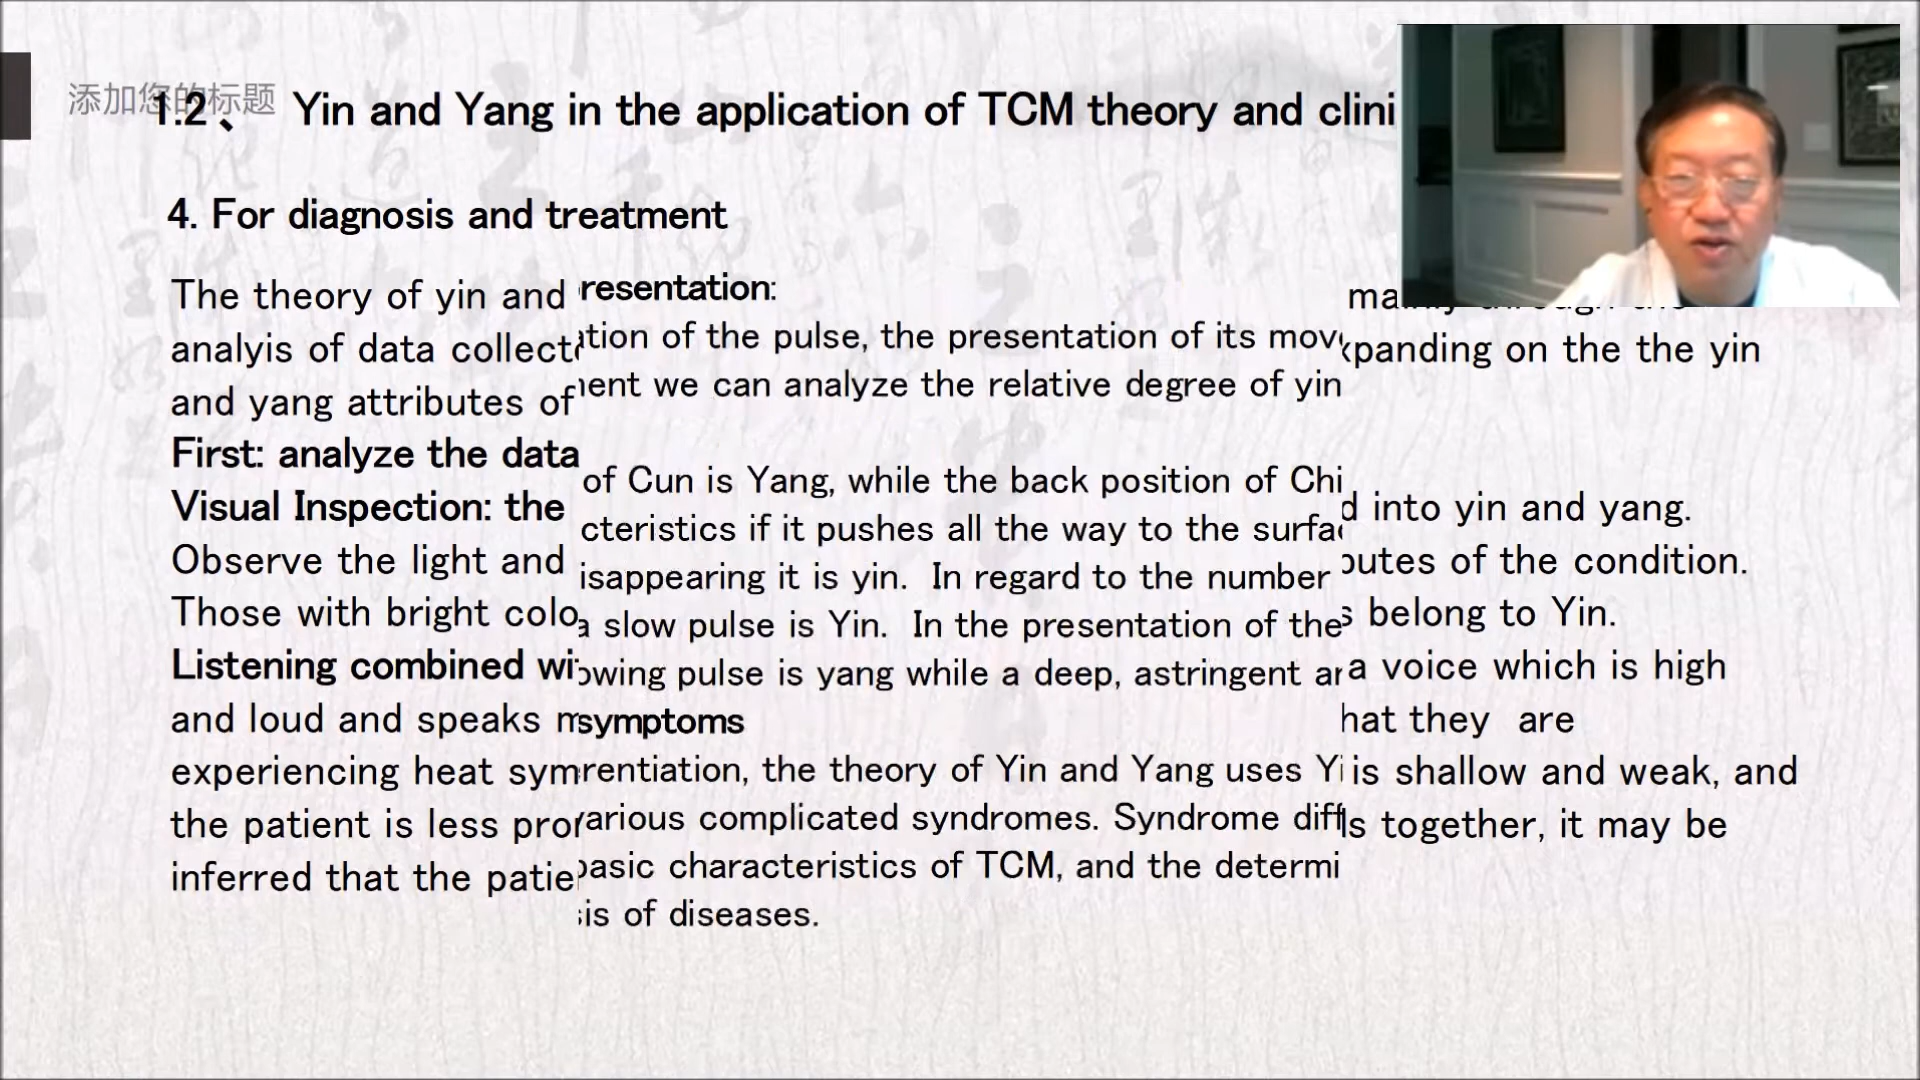 添加您的标题
1.2、 Yin and Yang in the application of TCM theory and clini
4. For diagnosis and treatment
The theory of yin and
resentation:
analyis of data collect
ation of the pulse, the presentation of its mov
xpanding on the the yin
and yang attributes of
ment we can analyze the relative degree of yin
First: analyze the data
of Cun is Yang, while the back position of Chi
Visual Inspection: the
cteristics if it pushes all the way to the surfa
d into yin and yang.
Observe the light and
isappearing it is yin. In regard to the number
butes of the condition.
Those with bright colo
a slow pulse is Yin. In the presentation of the
s belong to Yin.
Listening combined wi
owing pulse is yang while a deep, astringent ar
a voice which is high
and loud and speaks m
symptoms
hat they are
experiencing heat sym
rentiation, the theory of Yin and Yang uses Yi
is shallow and weak, and
the patient is less pro
various complicated syndromes. Syndrome diff
ls together, it may be
inferred that the patie
basic characteristics of TCM, and the determi
sis of diseases.